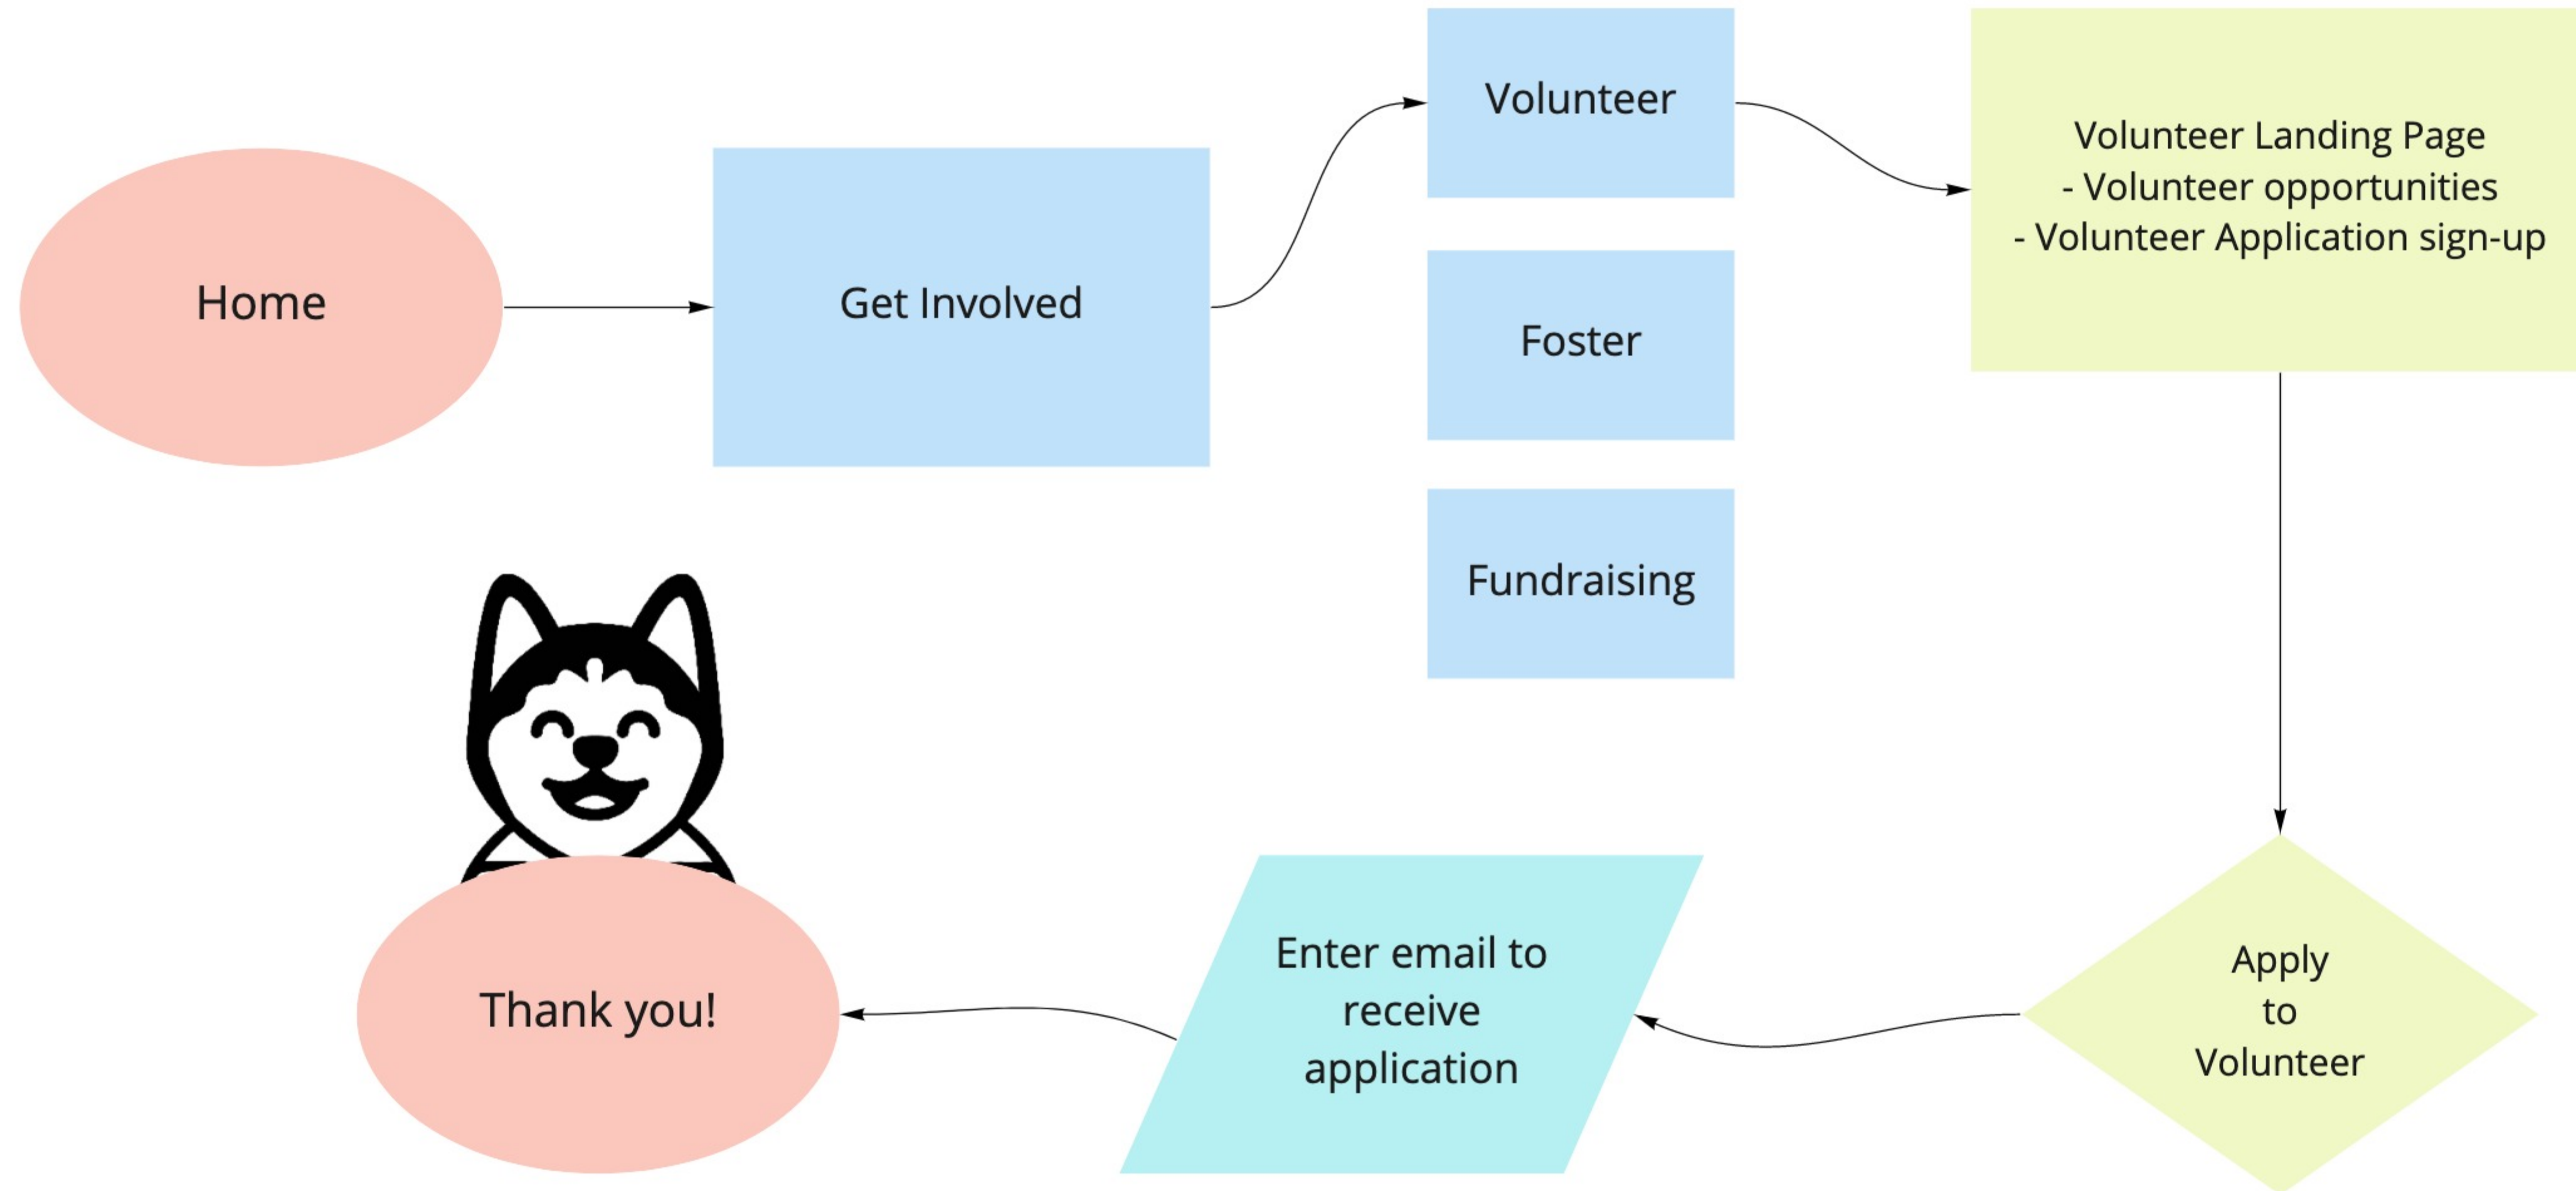 Home
Get Involved
Volunteer
Foster
Fundraising
Volunteer Landing Page
- Volunteer opportunities
- Volunteer Application sign-up
Apply
to
Volunteer
Enter email to
receive
application
Thank you!